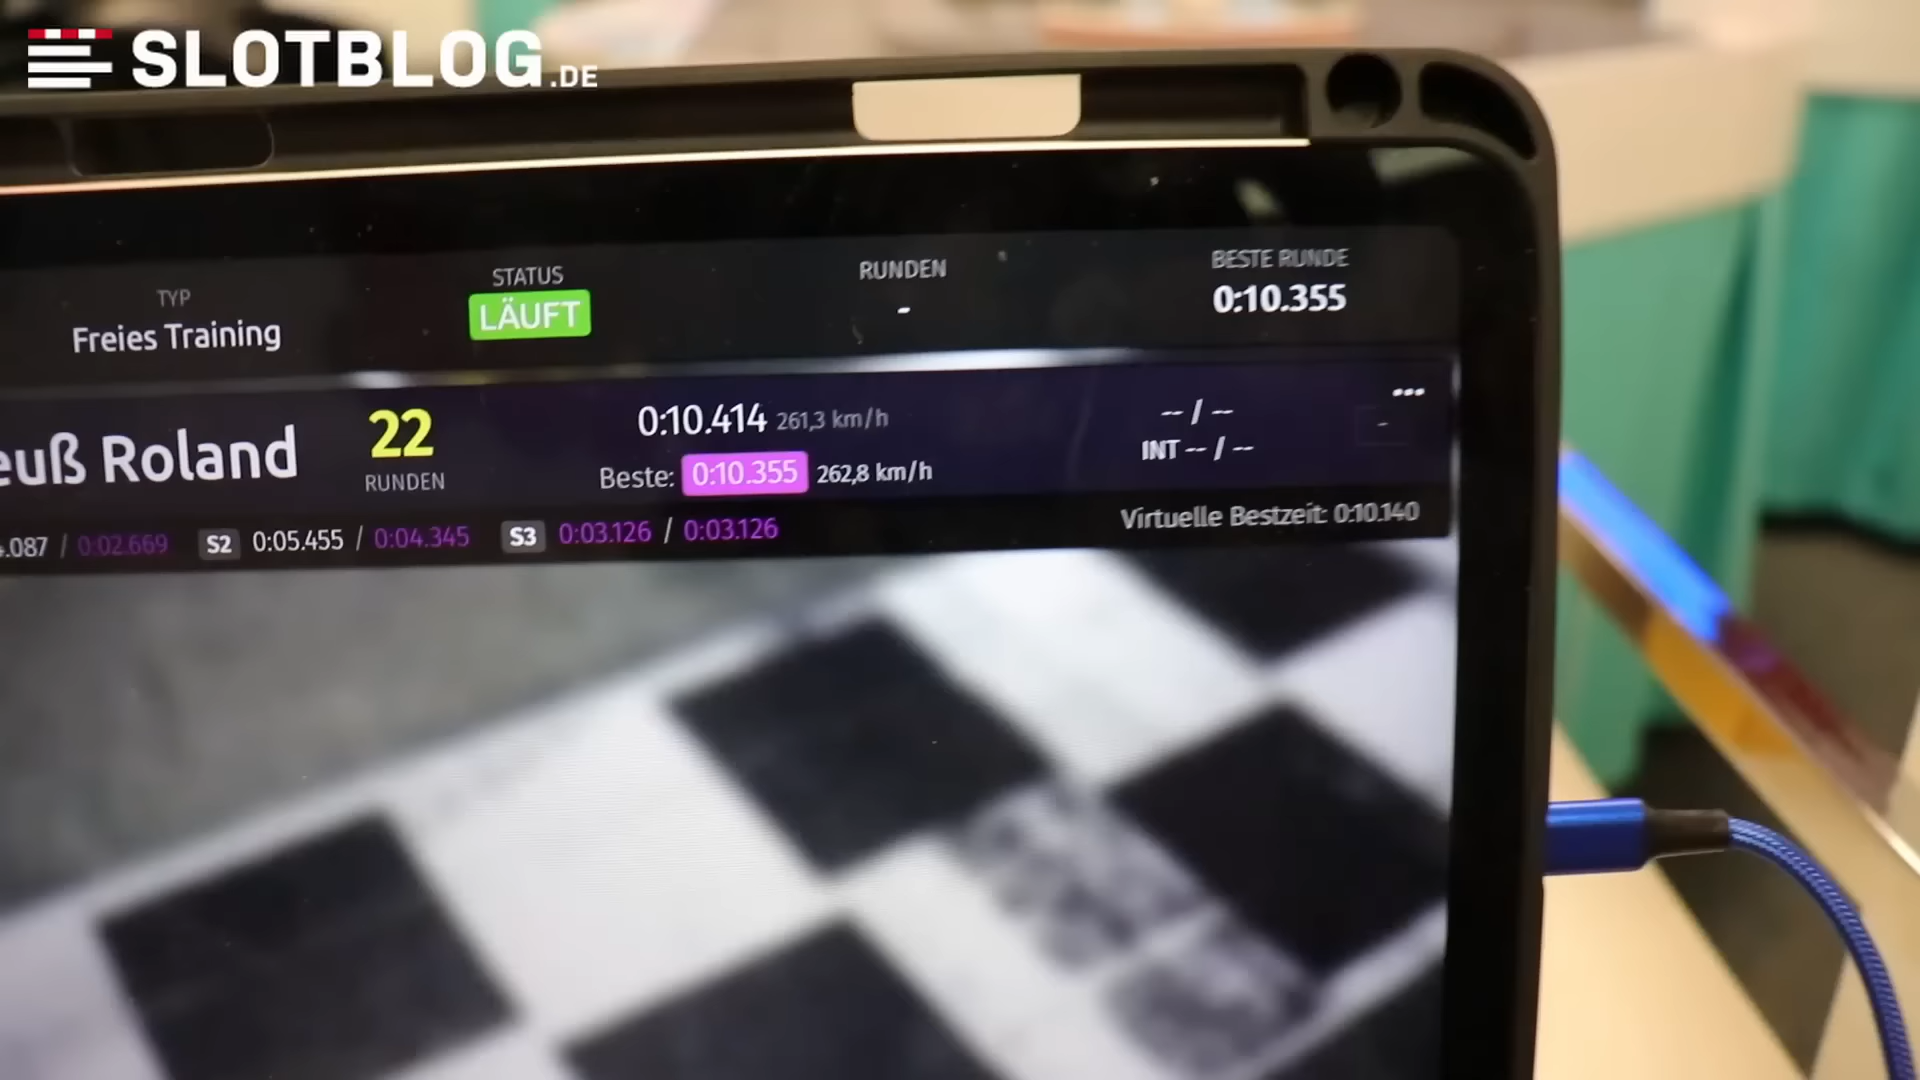 SLOTBLOG.DE
TYP
Freies Training
STATUS
LÄUFT
RUNDEN
-
BESTE RUNDE
0:10.355
euß Roland
22
RUNDEN
0:10.414 261,3 km/h
Beste: 0:10.355 262,8 km/h
-- / --
INT -- / --
...
-
.087 / 0:02.669 S2 0:05.455 / 0:04.345 S3 0:03.126 / 0:03.126
Virtuelle Bestzeit: 0:10.140